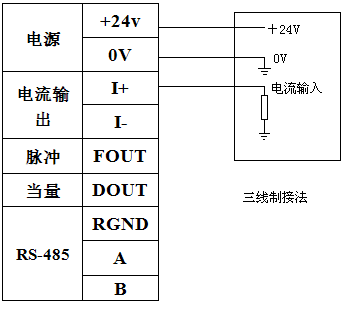 电源
+24v
0V
电流输出
I+
I-
脉冲
FOUT
当量
DOUT
RS-485
RGND
A
B
＋24V
0V
电流输入
三线制接法